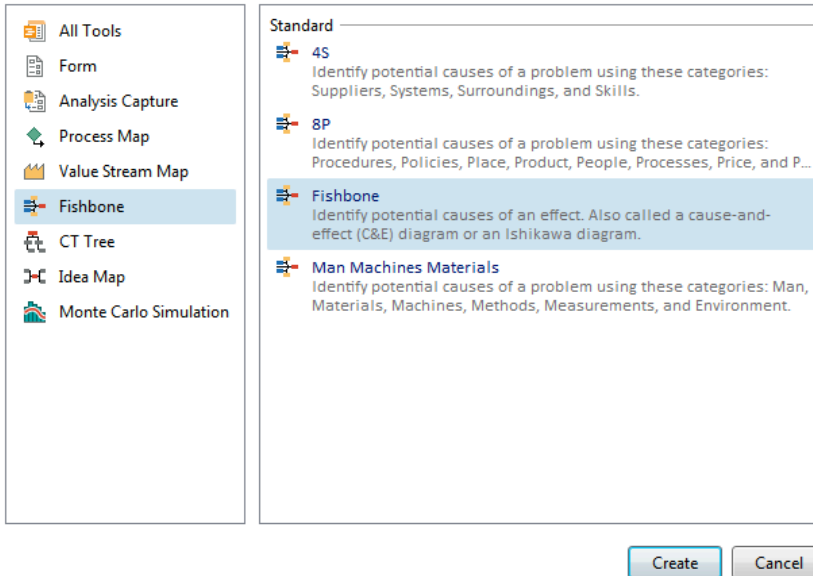 All Tools
Form
Analysis Capture
Process Map
Value Stream Map
Fishbone
CT Tree
Idea Map
Monte Carlo Simulation
Standard
4S
Identify potential causes of a problem using these categories:
Suppliers, Systems, Surroundings, and Skills.
8P
Identify potential causes of a problem using these categories:
Procedures, Policies, Place, Product, People, Processes, Price, and P...
Fishbone
Identify potential causes of an effect. Also called a cause-and-
effect (C&E) diagram or an Ishikawa diagram.
Man Machines Materials
Identify potential causes of a problem using these categories: Man,
Materials, Machines, Methods, Measurements, and Environment.
Create
Cancel